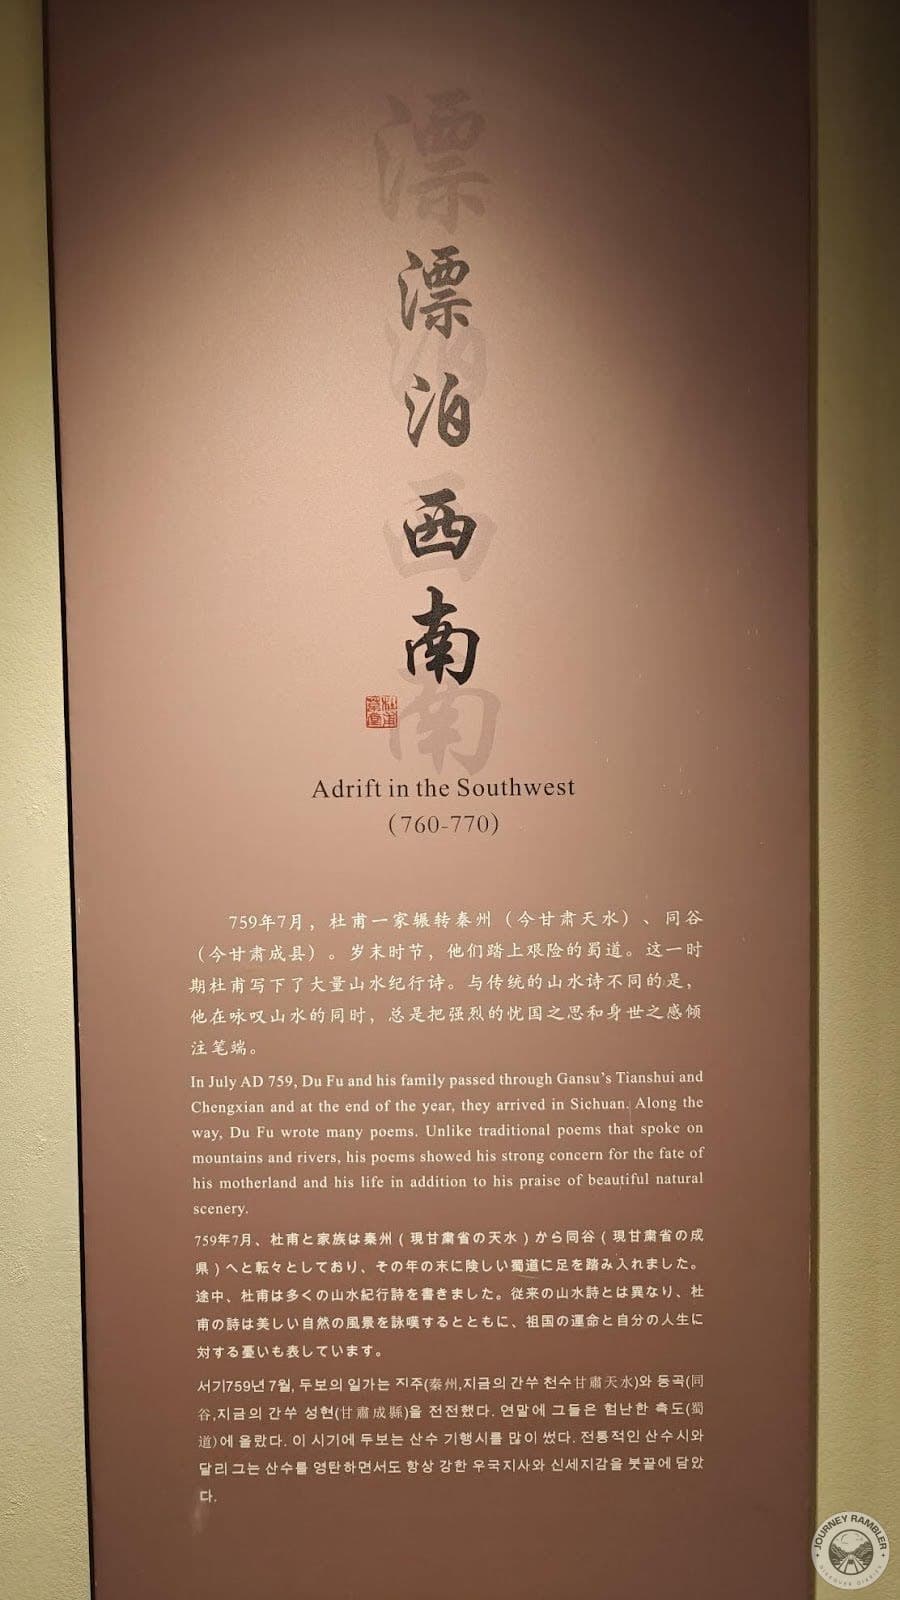 漂泊西南
杜甫
草堂
Adrift in the Southwest
(760-770)
759年7月，杜甫一家辗转秦州（今甘肃天水）、同谷
（今甘肃成县）。岁末时节，他们踏上艰险的蜀道。这一时
期杜甫写下了大量山水纪行诗。与传统的山水诗不同的是，
他在咏叹山水的同时，总是把强烈的忧国之思和身世之感倾
注笔端。
In July AD 759, Du Fu and his family passed through Gansu's Tianshui and
Chengxian and at the end of the year, they arrived in Sichuan. Along the
way, Du Fu wrote many poems. Unlike traditional poems that spoke on
mountains and rivers, his poems showed his strong concern for the fate of
his motherland and his life in addition to his praise of beautiful natural
scenery.
759年7月、杜甫と家族は秦州（現甘粛省の天水）から同谷（現甘粛省の成
県）へと転々としており、その年の末に険しい蜀道に足を踏み入れました。
途中、杜甫は多くの山水紀行詩を書きました。従来の山水詩とは異なり、杜
甫の詩は美しい自然の風景を詠嘆するとともに、祖国の運命と自分の人生に
対する憂いも表しています。
서기759년 7월, 두보의 일가는 지주(秦州,지금의 간쑤 천수甘肅天水)와 동곡(同
谷,지금의 간쑤 성현(甘肅成縣)을 전전했다. 연말에 그들은 험난한 촉도(蜀
道)에 올랐다. 이 시기에 두보는 산수 기행시를 많이 썼다. 전통적인 산수시와
달리 그는 산수를 영탄하면서도 항상 강한 우국지사와 신세지감을 붓끝에 담았
다.
JOURNEY RAMBLER